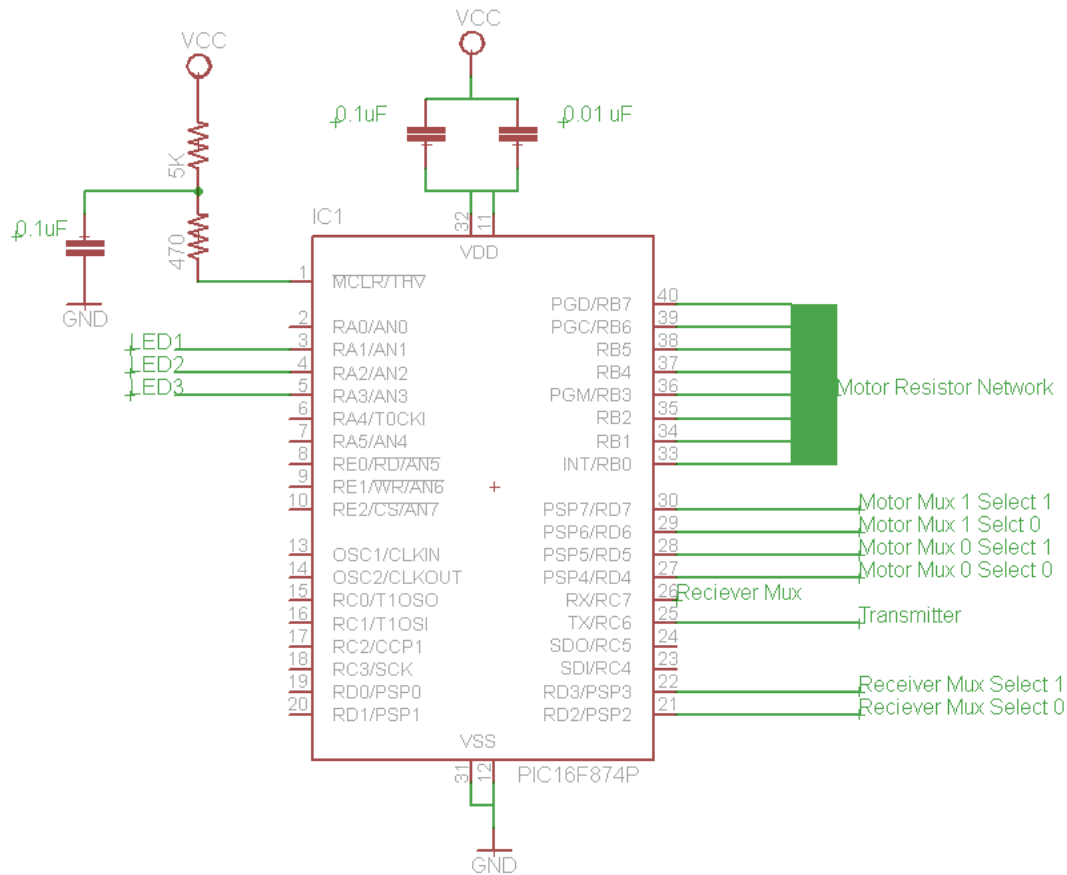 VCC
VCC
0.1uF
0.01 uF
5K
0.1uF
470
GND
IC1
32
11
VDD
1
MCLR/THV
2
RA0/AN0
LED1
3
RA1/AN1
LED2
4
RA2/AN2
LED3
5
RA3/AN3
6
RA4/T0CKI
7
RA5/AN4
8
RE0/RD/AN5
9
RE1/WR/AN6
10
RE2/CS/AN7
13
OSC1/CLKIN
14
OSC2/CLKOUT
15
RC0/T1OSO
16
RC1/T1OSI
17
RC2/CCP1
18
RC3/SCK
19
RD0/PSP0
20
RD1/PSP1
PGD/RB7
40
PGC/RB6
39
RB5
38
RB4
37
PGM/RB3
36
RB2
35
RB1
34
INT/RB0
33
Motor Resistor Network
PSP7/RD7
30
Motor Mux 1 Select 1
PSP6/RD6
29
Motor Mux 1 Selct 0
PSP5/RD5
28
Motor Mux 0 Select 1
PSP4/RD4
27
Motor Mux 0 Select 0
RX/RC7
26
Reciever Mux
TX/RC6
25
Transmitter
SDO/RC5
24
SDI/RC4
23
RD3/PSP3
22
Receiver Mux Select 1
RD2/PSP2
21
Reciever Mux Select 0
VSS
31
12
PIC16F874P
GND